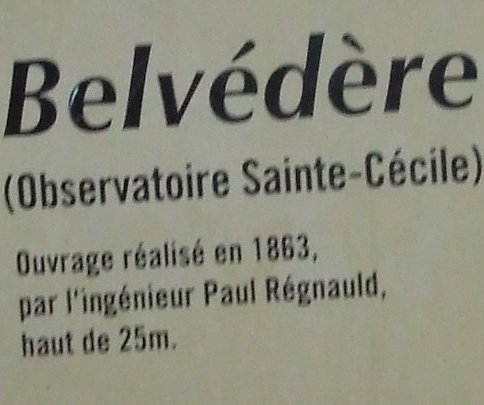 Belvédère
(Observatoire Sainte-Cécile)
Ouvrage réalisé en 1863,
par l'ingénieur Paul Régnauld,
haut de 25m.